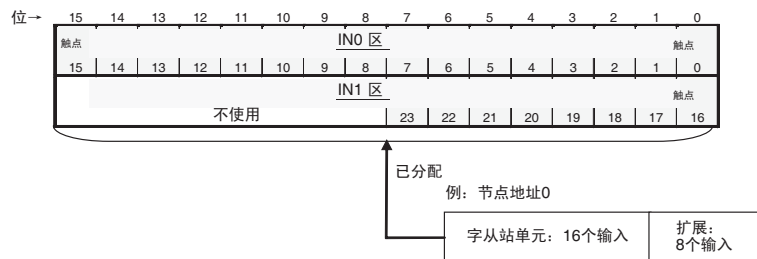 位→ 15 14 13 12 11 10 9 8 7 6 5 4 3 2 1 0
IN0 区
触点 触点
15 14 13 12 11 10 9 8 7 6 5 4 3 2 1 0
IN1 区
触点
不使用 23 22 21 20 19 18 17 16
已分配
例：节点地址0
字从站单元：16个输入
扩展：
8个输入